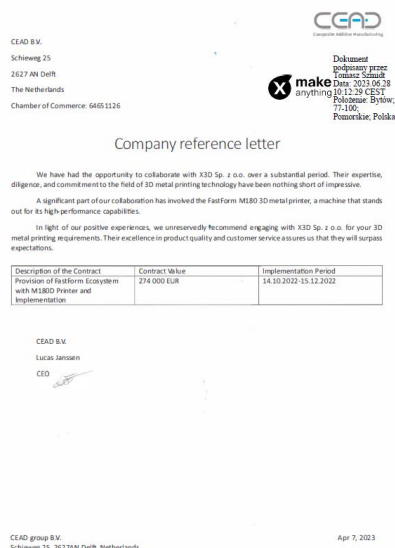 CEAD
Composite Additive Manufacturing
CEAD B.V.
Schieweg 25
2627 AN Delft
The Netherlands
Chamber of Commerce: 64651126
X make
anything
Dokument
podpisany przez
Tomasz Szmidt
Data: 2023.06.28
10:12:29 CEST
Położenie: Bytów;
77-100;
Pomorskie; Polska
Company reference letter
We have had the opportunity to collaborate with X3D Sp. z o.o. over a substantial period. Their expertise,
diligence, and commitment to the field of 3D metal printing technology have been nothing short of impressive.
A significant part of our collaboration has involved the FastForm M180 3D metal printer, a machine that stands
out for its high-performance capabilities.
In light of our positive experiences, we unreservedly recommend engaging with X3D Sp. z o.o. for your 3D
metal printing requirements. Their excellence in product quality and customer service assures us that they will surpass
expectations.
Description of the Contract Contract Value Implementation Period
Provision of FastForm Ecosystem 274 000 EUR 14.10.2022-15.12.2022
with M180D Printer and
Implementation
CEAD B.V.
Lucas Janssen
CEO
CEAD group B.V. Apr 7, 2023
Schieweg 25, 2627AN Delft, Netherlands